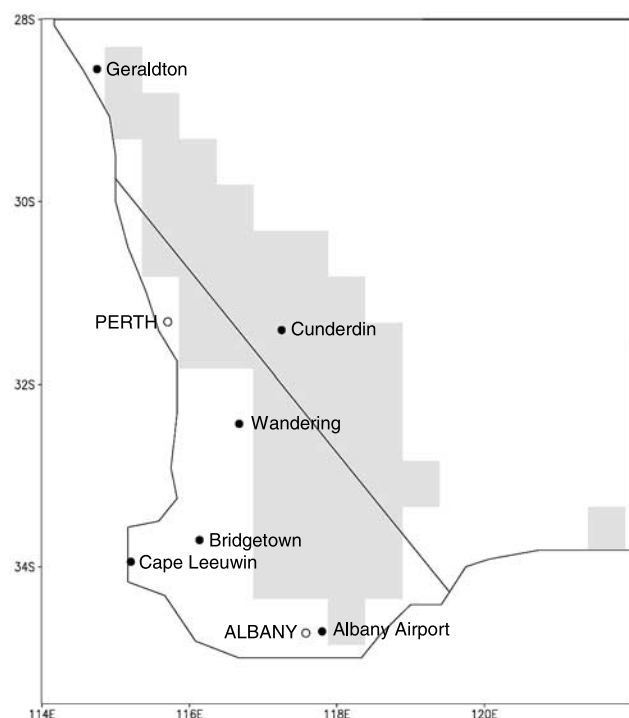 28S
Geraldton
30S
PERTH
Cunderdin
32S
Wandering
Bridgetown
34S
Cape Leeuwin
ALBANY
Albany Airport
114E
116E
118E
120E